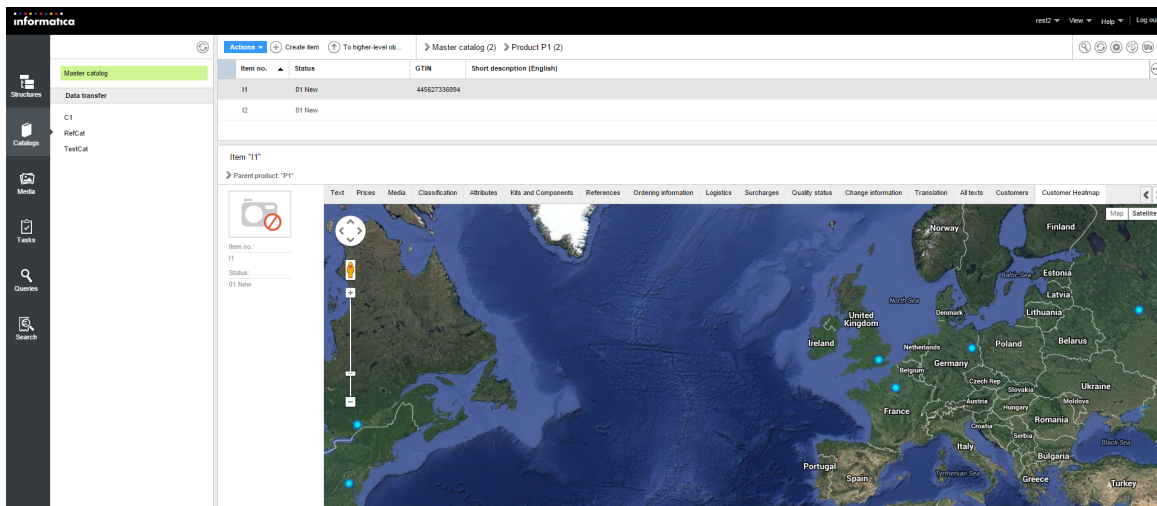 informatica
rest2 View Help Log out
Actions Create item To higher-level ob... Master catalog (2) Product P1 (2)
Structures
Catalogs
Media
Tasks
Queries
Search
Master catalog
Data transfer
C1
RefCat
TestCat
Item no. Status GTIN Short description (English)
I1 01 New 445627336094
I2 01 New
Item "I1"
Parent product: "P1"
Item no.:
I1
Status:
01 New
Text Prices Media Classification Attributes Kits and Components References Ordering information Logistics Surcharges Quality status Change information Translation All texts Customers Customer Heatmap
Map Satellite
Norway
Finland
Baltic Sea
Estonia
Latvia
North Sea
Denmark
Lithuania
United
Kingdom
Ireland
Netherlands
Poland
Belarus
Belgium
Germany
Czech Rep
Slovakia
Ukraine
Austria
Hungary
Moldova
France
Croatia
Romania
Serbia
Italy
Black Sea
Bulgaria
Portugal
Spain
Tyrrhenian Sea
Greece
Turkey